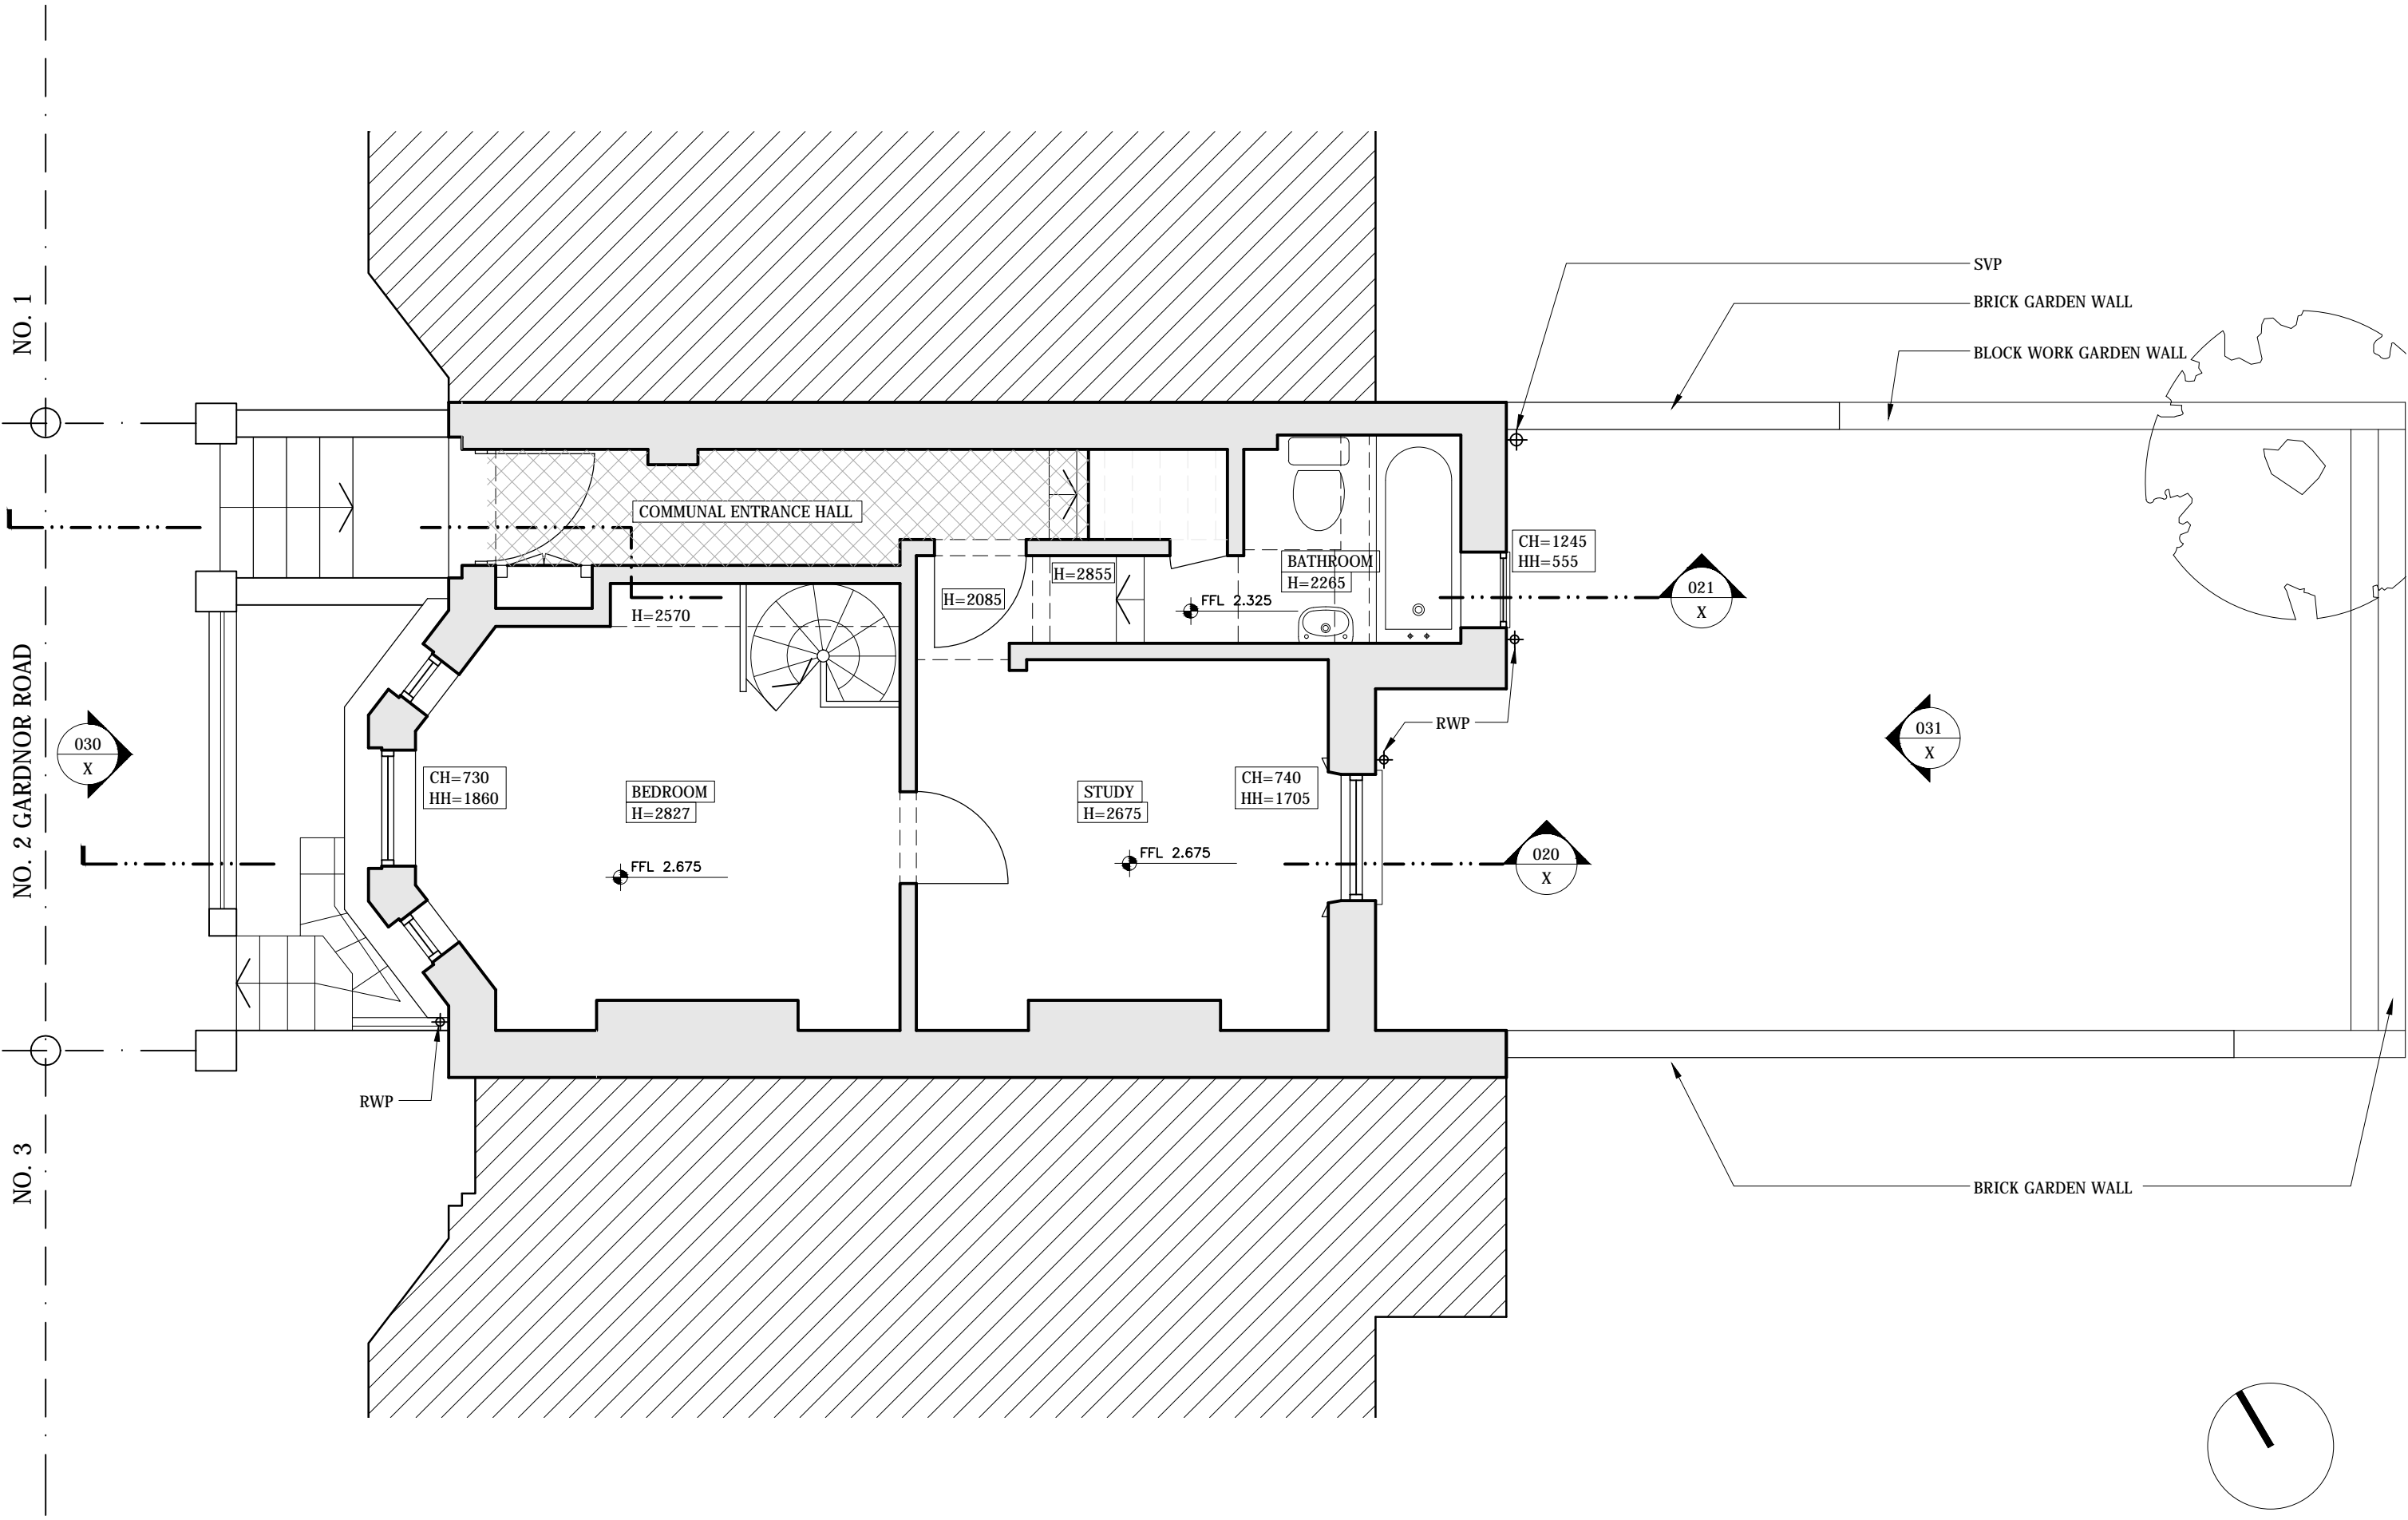 NO. 1
NO. 2 GARDNOR ROAD
NO. 3
SVP
BRICK GARDEN WALL
BLOCK WORK GARDEN WALL
COMMUNAL ENTRANCE HALL
CH=1245
HH=555
BATHROOM
H=2265
H=2855
H=2085
FFL 2.325
H=2570
021
X
RWP
030
X
031
X
CH=730
HH=1860
BEDROOM
H=2827
STUDY
H=2675
CH=740
HH=1705
FFL 2.675
FFL 2.675
020
X
RWP
BRICK GARDEN WALL